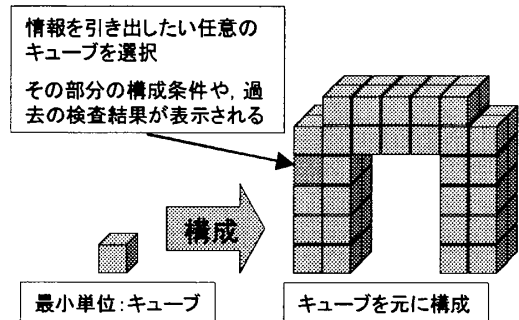 情報を引き出したい任意の
キューブを選択
その部分の構成条件や, 過
去の検査結果が表示される
構成
最小単位:キューブ
キューブを元に構成